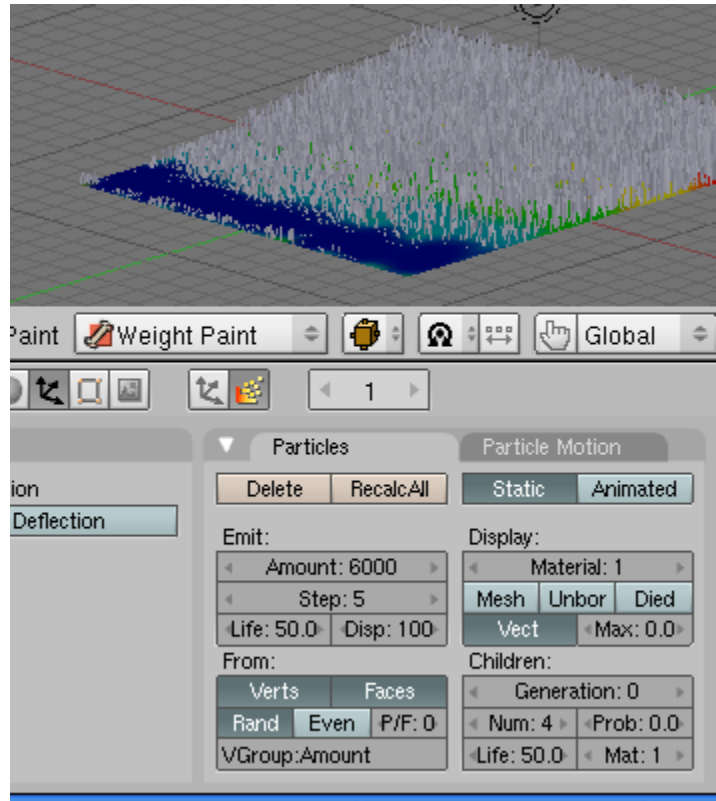 Paint Weight Paint Global
1
Particles Particle Motion
Delete RecalcAll Static Animated
ion
Deflection
Emit: Display:
Amount: 6000 Material: 1
Step: 5 Mesh Unbor Died
Life: 50.0 Disp: 100 Vect Max: 0.0
From: Children:
Verts Faces Generation: 0
Rand Even P/F: 0 Num: 4 Prob: 0.0
VGroup:Amount Life: 50.0 Mat: 1